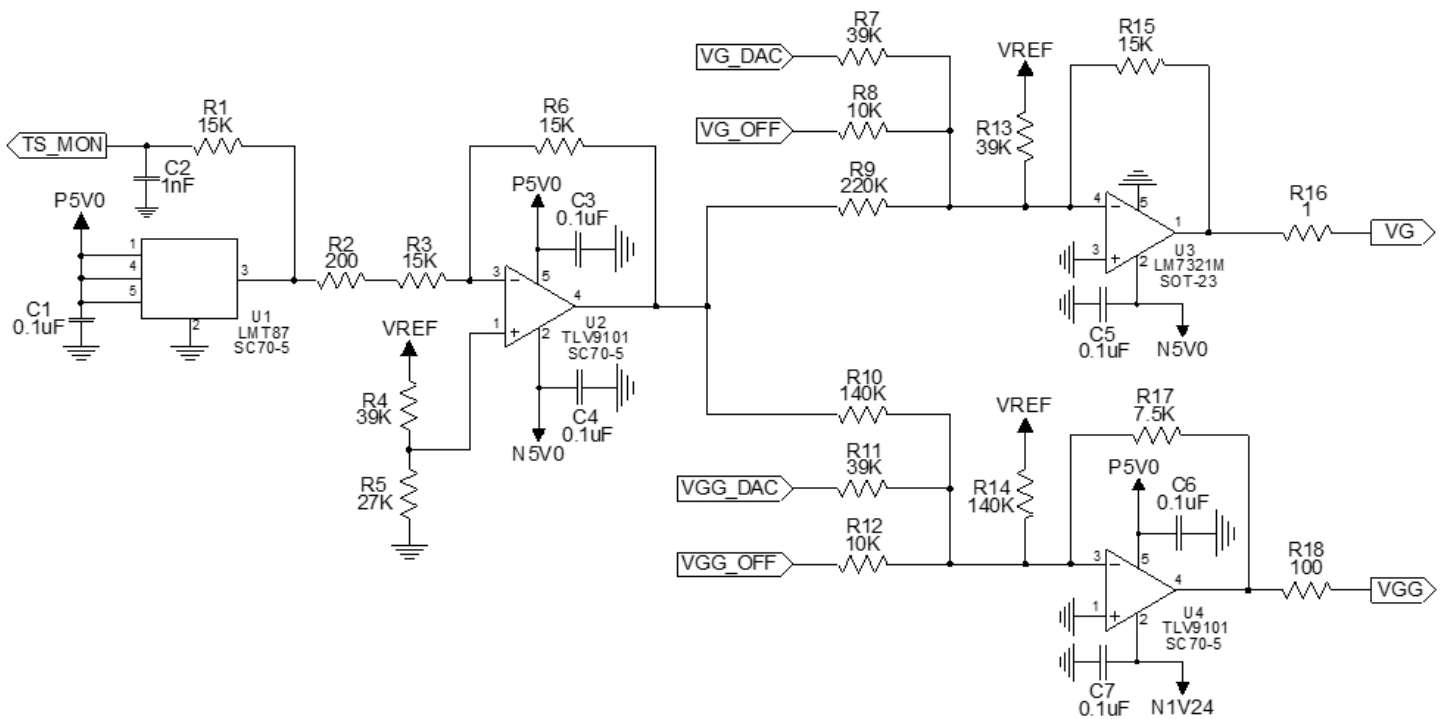 R7
39K
VG_DAC
R8
10K
VG_OFF
R9
220K
VREF
R13
39K
R15
15K
4
3
5
1
2
U3
LM7321M
SOT-23
C5
0.1uF
N5V0
R16
1
VG
TS_MON
R1
15K
C2
1nF
P5V0
1
4
5
3
2
C1
0.1uF
U1
LMT87
SC70-5
R2
200
R3
15K
R6
15K
P5V0
C3
0.1uF
3
1
5
4
2
U2
TLV9101
SC70-5
C4
0.1uF
N5V0
VREF
R4
39K
R5
27K
R10
140K
R11
39K
VGG_DAC
R12
10K
VGG_OFF
VREF
R14
140K
R17
7.5K
P5V0
C6
0.1uF
3
1
5
4
2
U4
TLV9101
SC70-5
C7
0.1uF
N1V24
R18
100
VGG